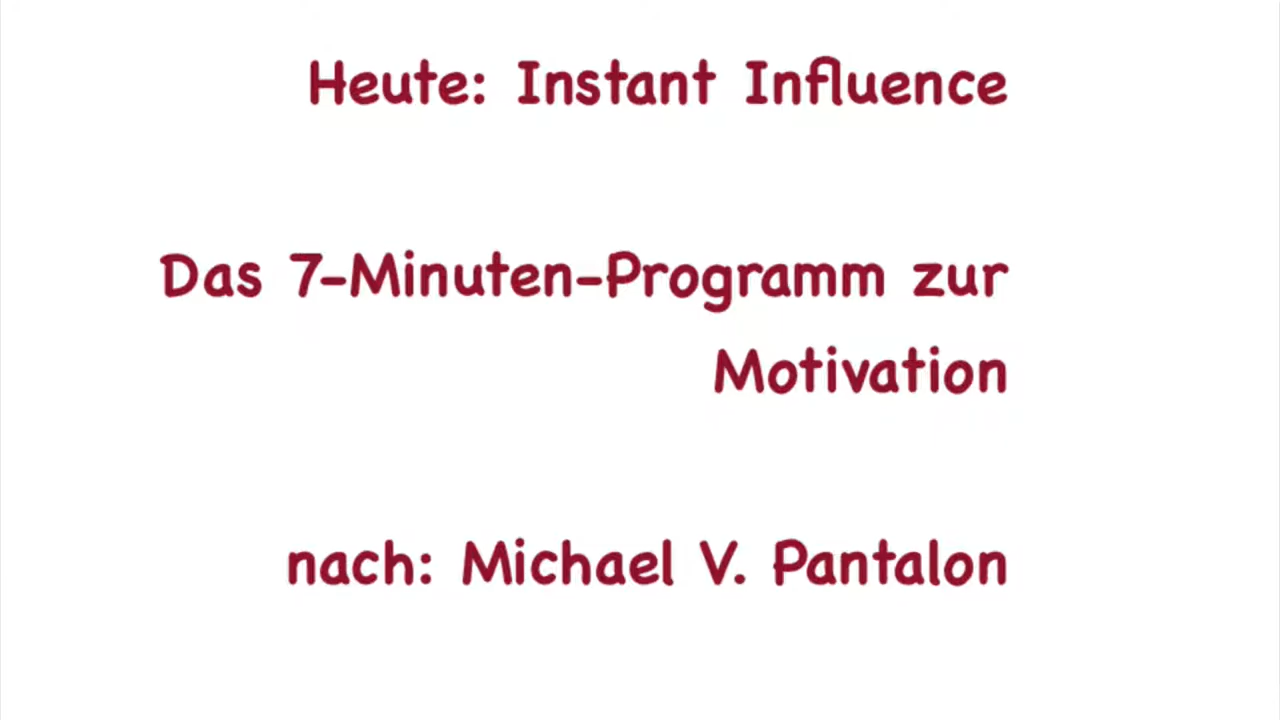 Heute: Instant Influence
Das 7-Minuten-Programm zur
Motivation
nach: Michael V. Pantalon